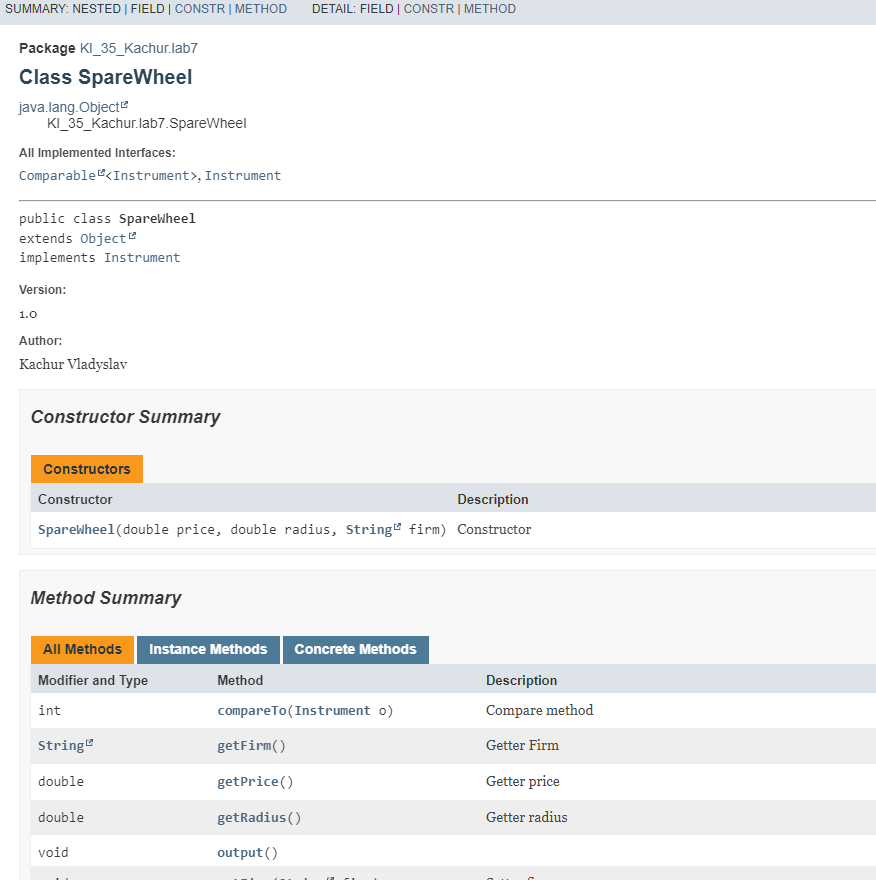 SUMMARY: NESTED | FIELD | CONSTR | METHOD DETAIL: FIELD | CONSTR | METHOD
Package KI_35_Kachur.lab7
Class SpareWheel
java.lang.Object
KI_35_Kachur.lab7.SpareWheel
All Implemented Interfaces:
Comparable<Instrument>, Instrument
public class SpareWheel
extends Object
implements Instrument
Version:
1.0
Author:
Kachur Vladyslav
Constructor Summary
Constructors
Constructor Description
SpareWheel(double price, double radius, String firm) Constructor
Method Summary
All Methods Instance Methods Concrete Methods
Modifier and Type Method Description
int compareTo(Instrument o) Compare method
String getFirm() Getter Firm
double getPrice() Getter price
double getRadius() Getter radius
void output()